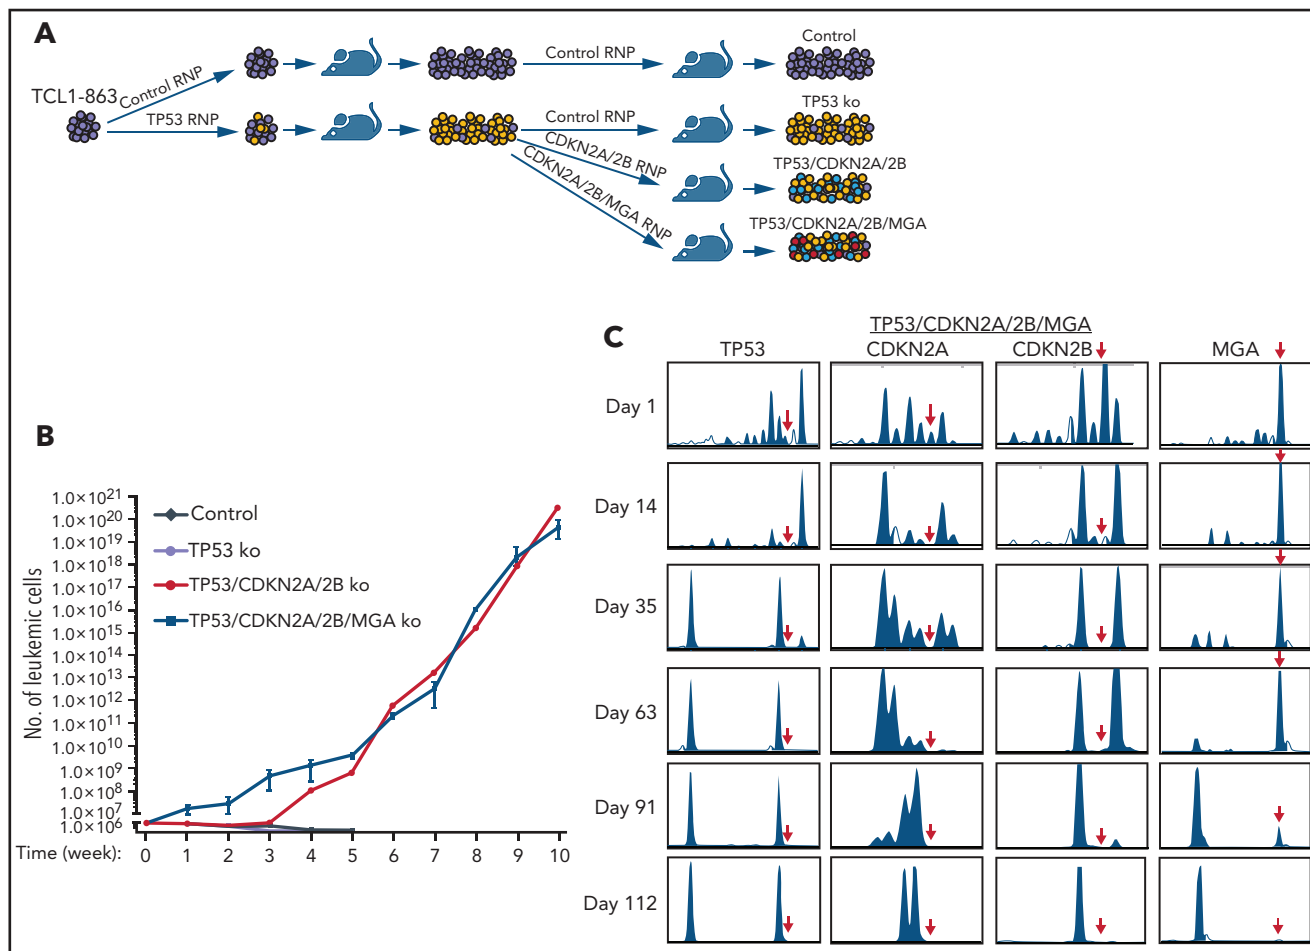 A
TCL1-863
Control RNP
TP53 RNP
Control RNP
Control
Control RNP
TP53 ko
CDKN2A/2B RNP
TP53/CDKN2A/2B
CDKN2A/2B/MGA RNP
TP53/CDKN2A/2B/MGA
B
No. of leukemic cells
1.0×10²¹
1.0×10²⁰
1.0×10¹⁹
1.0×10¹⁸
1.0×10¹⁷
1.0×10¹⁶
1.0×10¹⁵
1.0×10¹⁴
1.0×10¹³
1.0×10¹²
1.0×10¹¹
1.0×10¹⁰
1.0×10⁹
1.0×10⁸
1.0×10⁷
1.0×10⁶
Control
TP53 ko
TP53/CDKN2A/2B ko
TP53/CDKN2A/2B/MGA ko
Time (week): 0 1 2 3 4 5 6 7 8 9 10
C
TP53/CDKN2A/2B/MGA
TP53 CDKN2A CDKN2B MGA
Day 1
Day 14
Day 35
Day 63
Day 91
Day 112